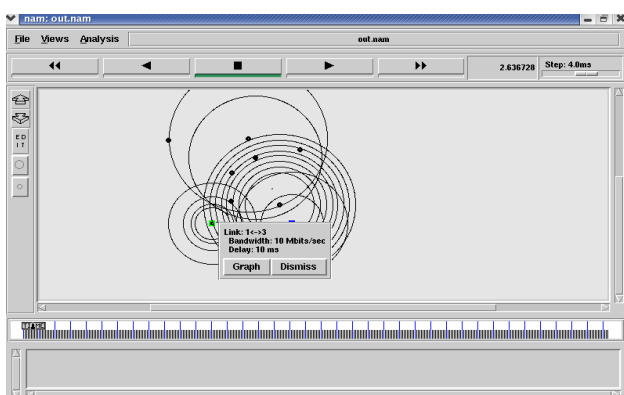 nam: out.nam
File Views Analysis out.nam
2.636728 Step: 4.0ms
ED
IT
Link: 1<->3
Bandwidth: 10 Mbits/sec
Delay: 10 ms
Graph Dismiss